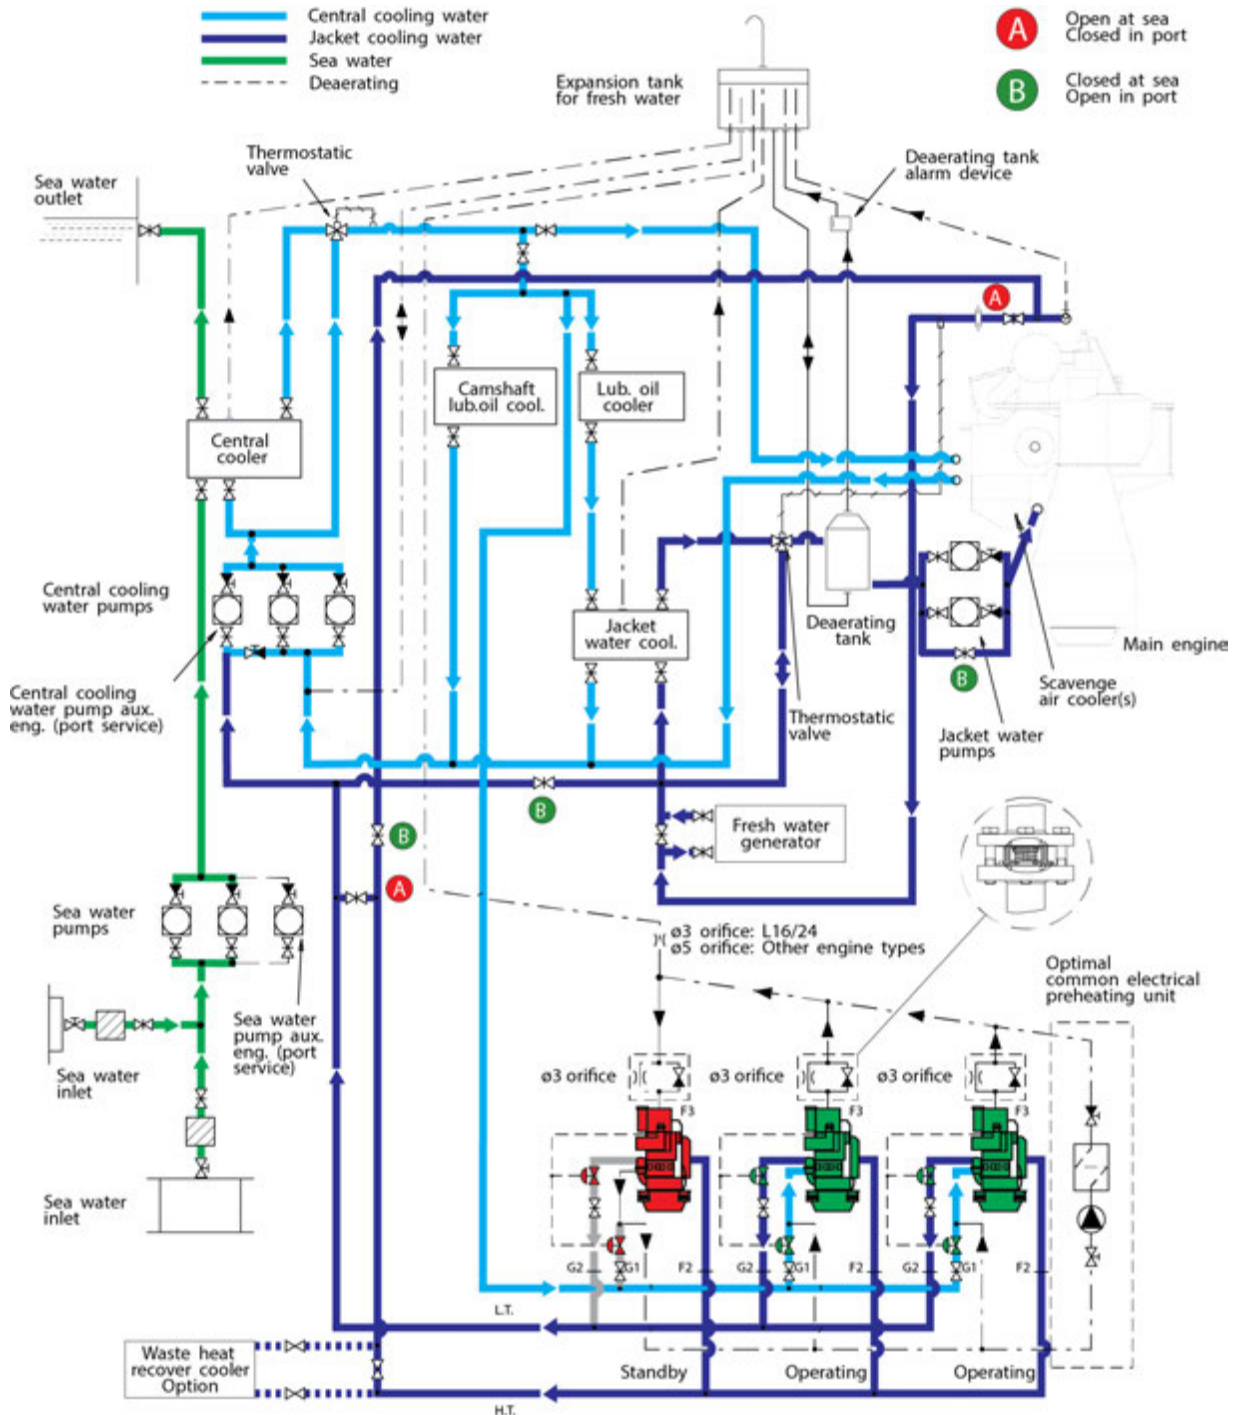 Central cooling water
Jacket cooling water
Sea water
Deaerating
A
Open at sea
Closed in port
B
Closed at sea
Open in port
Expansion tank
for fresh water
Thermostatic
valve
Deaerating tank
alarm device
Sea water
outlet
A
Camshaft
lub.oil cool.
Lub. oil
cooler
Central
cooler
Central cooling
water pumps
Jacket
water cool.
Deaerating
tank
Main engine
B
Scavenge
air cooler(s)
Central cooling
water pump aux.
eng. (port service)
Thermostatic
valve
Jacket water
pumps
B
B
Fresh water
generator
A
Sea water
pumps
ø3 orifice: L16/24
ø5 orifice: Other engine types
Optimal
common electrical
preheating unit
Sea water
pump aux.
eng. (port
service)
Sea water
inlet
ø3 orifice
ø3 orifice
ø3 orifice
F3
F3
F3
Sea water
inlet
G2
G1
F2
G2
G1
F2
G2
G1
F2
L.T.
Waste heat
recover cooler
Option
Standby
Operating
Operating
H.T.